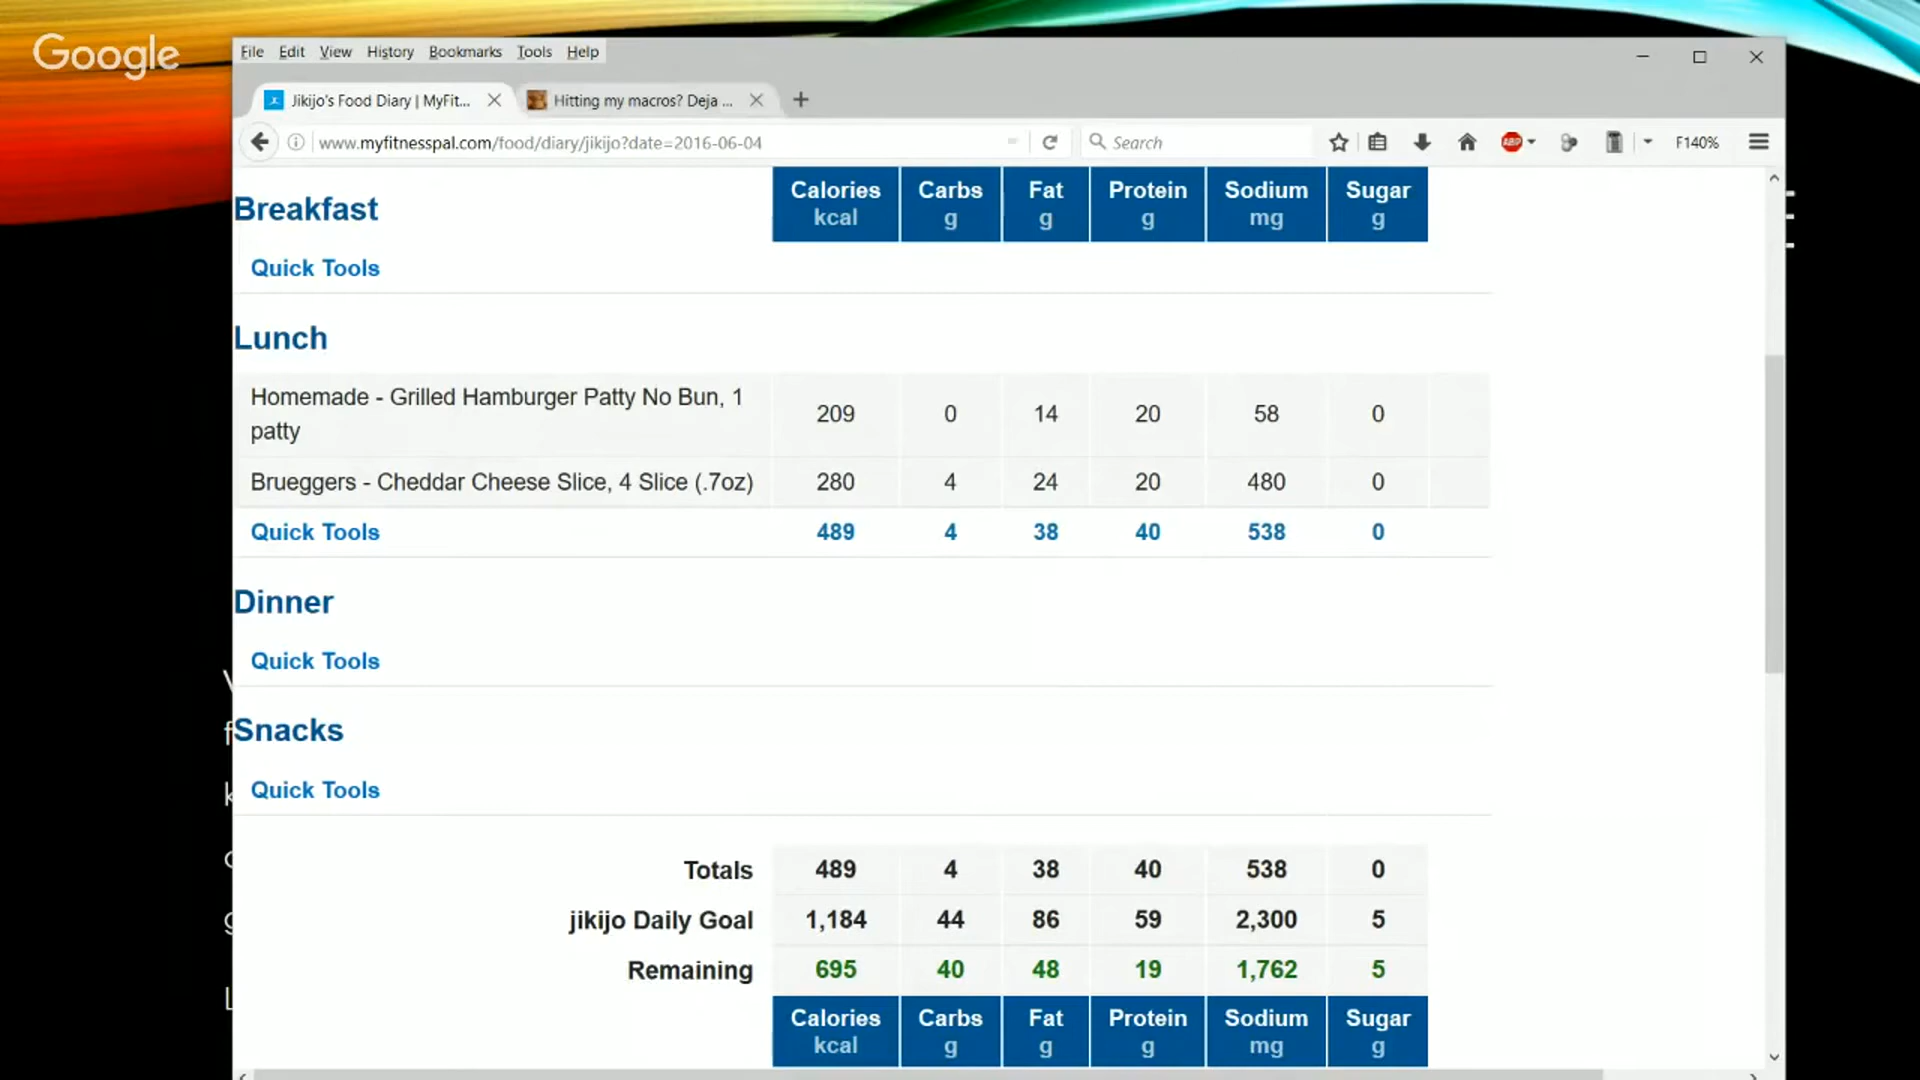 Google
File Edit View History Bookmarks Tools Help
Jikijo's Food Diary | MyFit... Hitting my macros? Deja ...
www.myfitnesspal.com/food/diary/jikijo?date=2016-06-04 Search ABP F140%
Breakfast Calories Carbs Fat Protein Sodium Sugar
kcal g g g mg g
Quick Tools
Lunch
Homemade - Grilled Hamburger Patty No Bun, 1
patty 209 0 14 20 58 0
Brueggers - Cheddar Cheese Slice, 4 Slice (.7oz) 280 4 24 20 480 0
Quick Tools 489 4 38 40 538 0
Dinner
Quick Tools
Snacks
Quick Tools
Totals 489 4 38 40 538 0
jikijo Daily Goal 1,184 44 86 59 2,300 5
Remaining 695 40 48 19 1,762 5
Calories Carbs Fat Protein Sodium Sugar
kcal g g g mg g